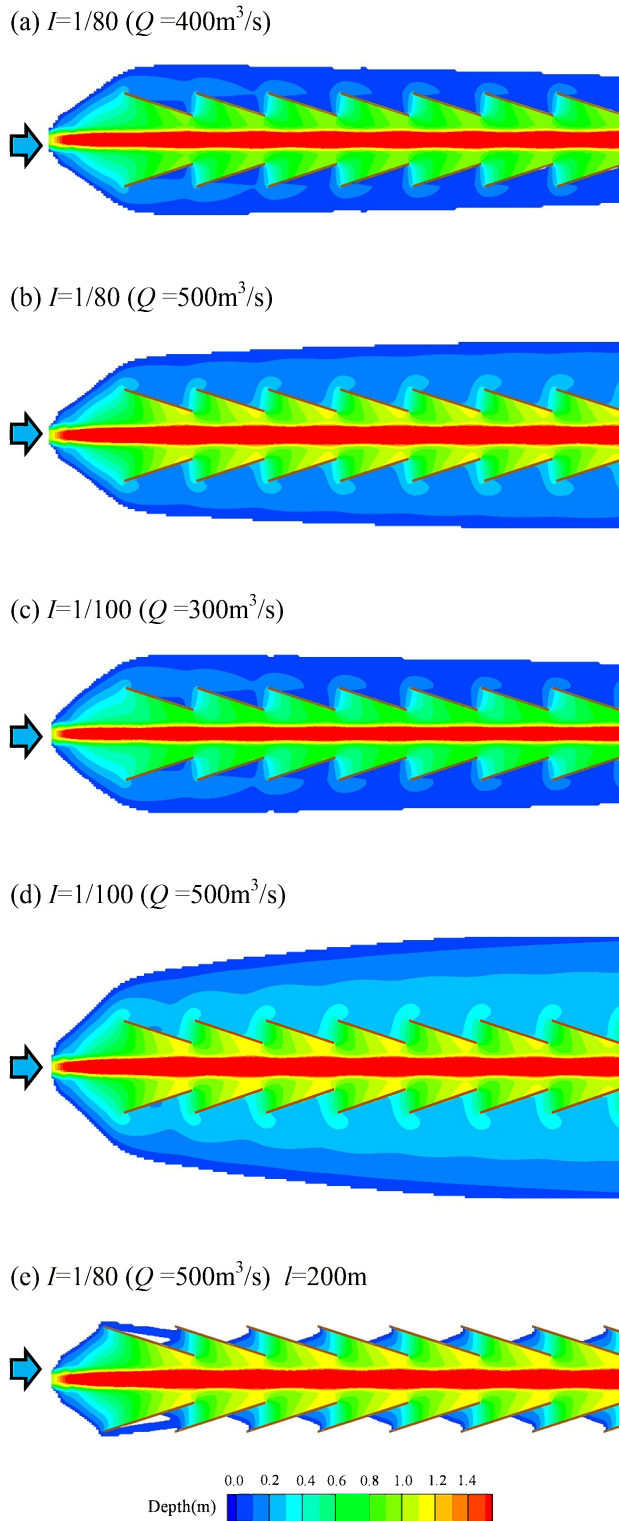 (a) I=1/80 (Q =400m³/s)
(b) I=1/80 (Q =500m³/s)
(c) I=1/100 (Q =300m³/s)
(d) I=1/100 (Q =500m³/s)
(e) I=1/80 (Q =500m³/s) l=200m
0.0 0.2 0.4 0.6 0.8 1.0 1.2 1.4
Depth(m)